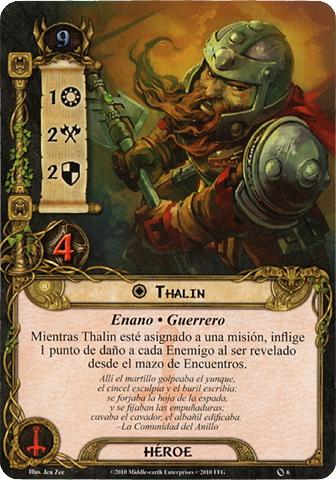 9
1
2
2
4
Thalin
Enano • Guerrero
Mientras Thalin esté asignado a una misión, inflige
1 punto de daño a cada Enemigo al ser revelado
desde el mazo de Encuentros.
Allí el martillo golpeaba el yunque,
el cincel esculpía y el buril escribía;
se forjaba la hoja de la espada,
y se fijaban las empuñaduras;
cavaba el cavador, el albañil edificaba.
–La Comunidad del Anillo
HÉROE
Illus. Jen Zee
©2010 Middle-earth Enterprises © 2010 FFG
6